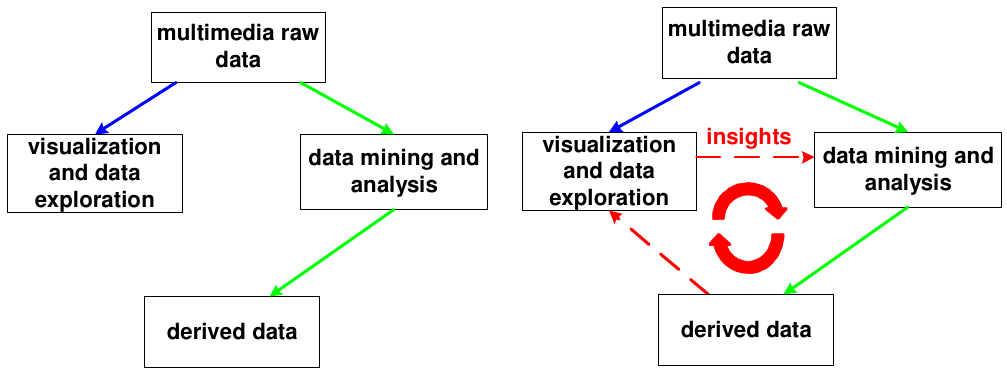 multimedia raw
data
visualization
and data
exploration
data mining and
analysis
derived data
multimedia raw
data
insights
visualization
and data
exploration
data mining and
analysis
derived data